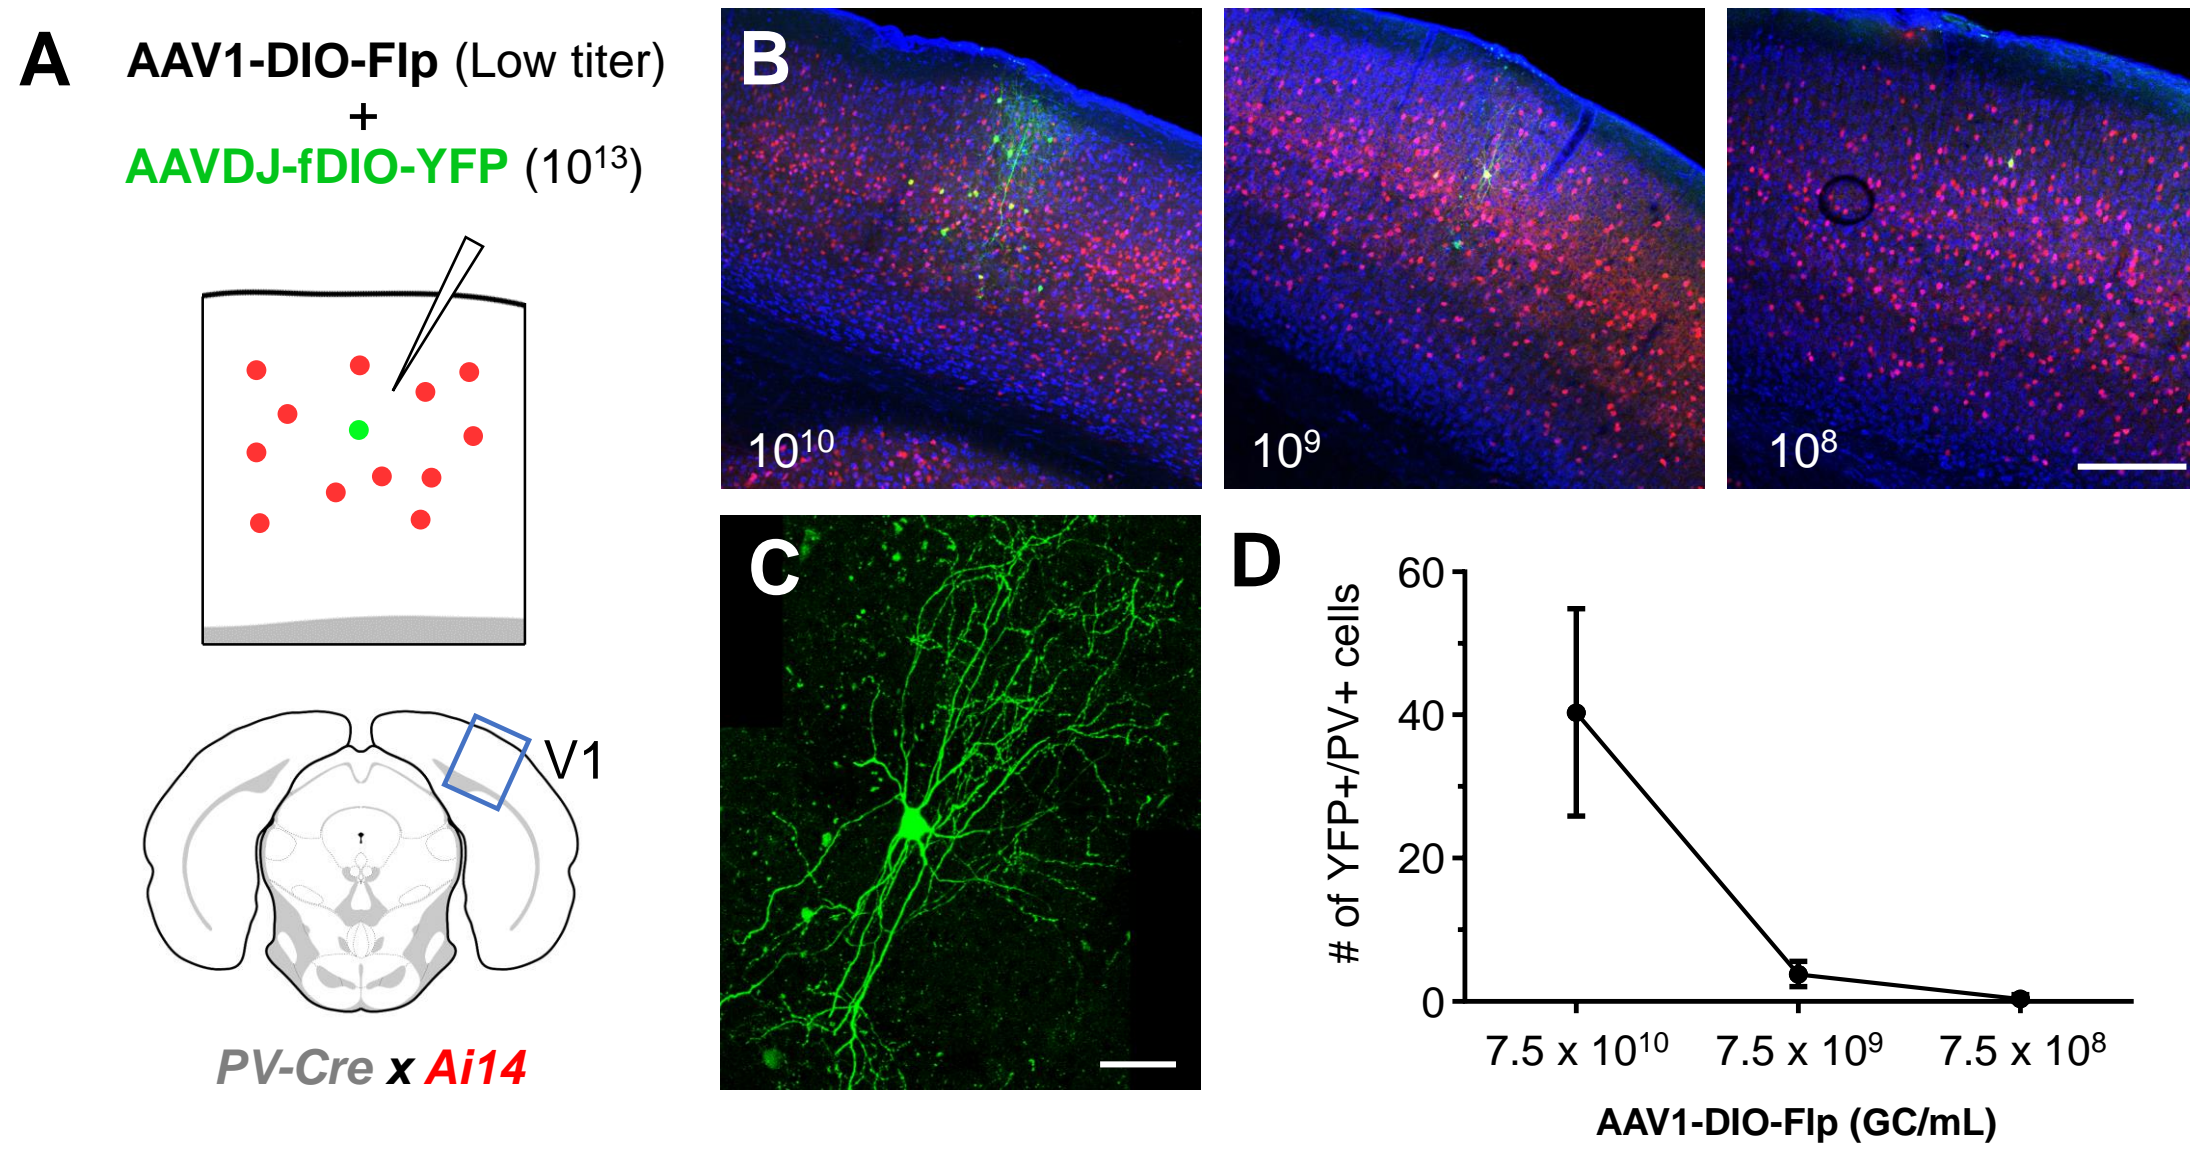 A
AAV1-DIO-Flp (Low titer)
+
AAVDJ-fDIO-YFP (10¹³)
V1
PV-Cre x Ai14
B
10¹⁰
10⁹
10⁸
C
D
# of YFP+/PV+ cells
60
40
20
0
7.5 x 10¹⁰ 7.5 x 10⁹ 7.5 x 10⁸
AAV1-DIO-Flp (GC/mL)